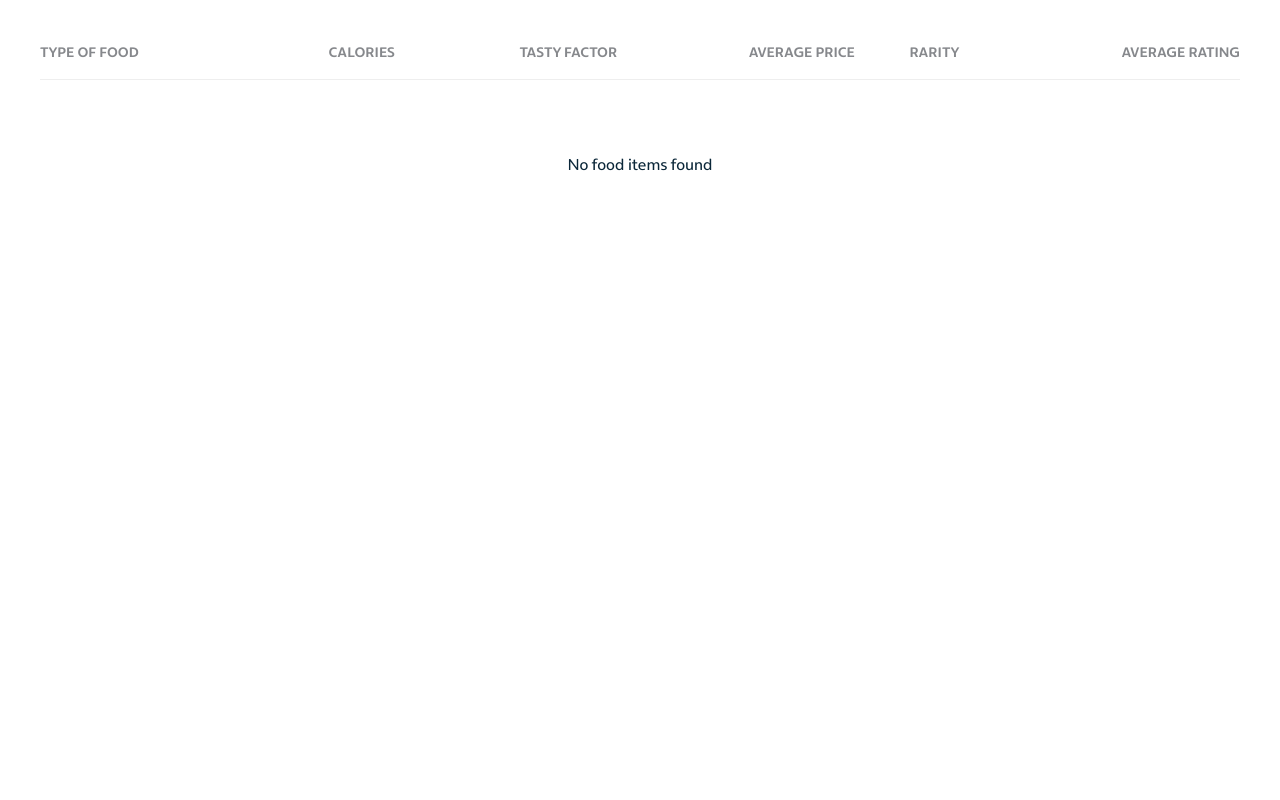 TYPE OF FOOD CALORIES TASTY FACTOR AVERAGE PRICE RARITY AVERAGE RATING
No food items found